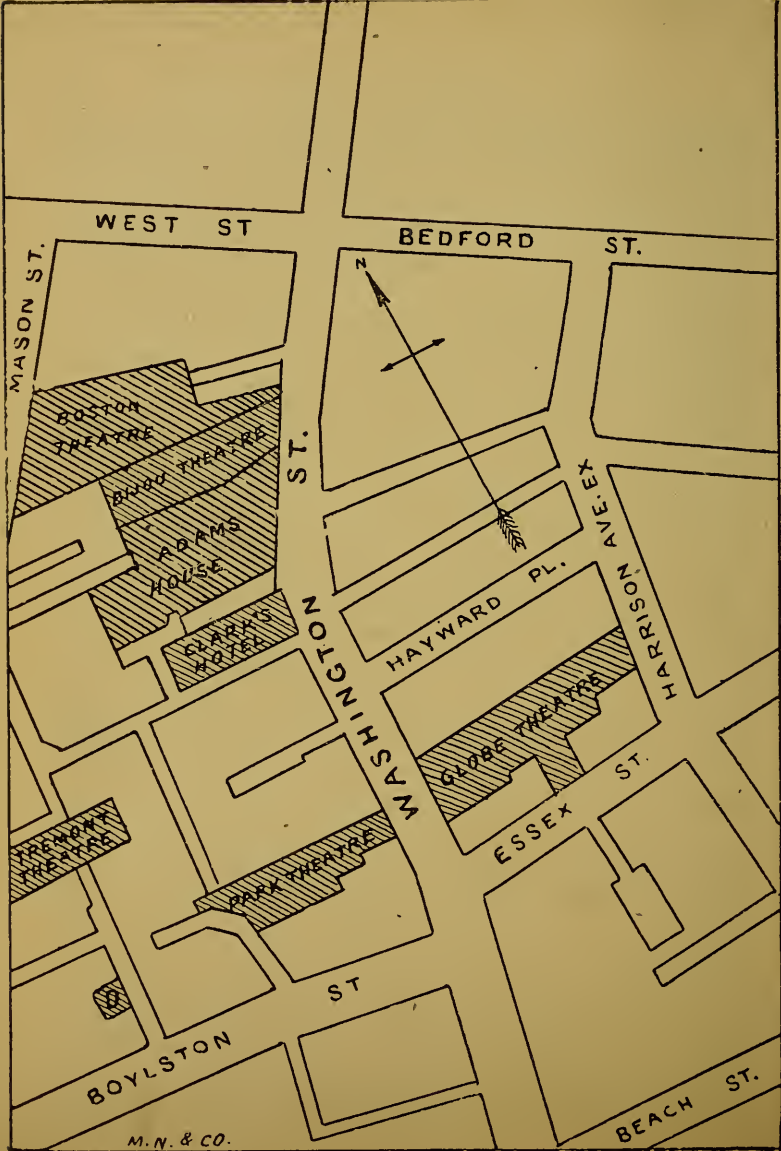 WEST ST
BEDFORD ST.
MASON ST.
N
BOSTON
THEATRE
BIJOU THEATRE
ST.
ADAMS
HOUSE
HARRISON AVE. EX
HAYWARD PL.
CLARK'S
HOTEL
WASHINGTON
GLOBE THEATRE
TREMONT
THEATRE
PARK THEATRE
ESSEX ST.
D
BOYLSTON ST
BEACH ST.
M.N. & CO.